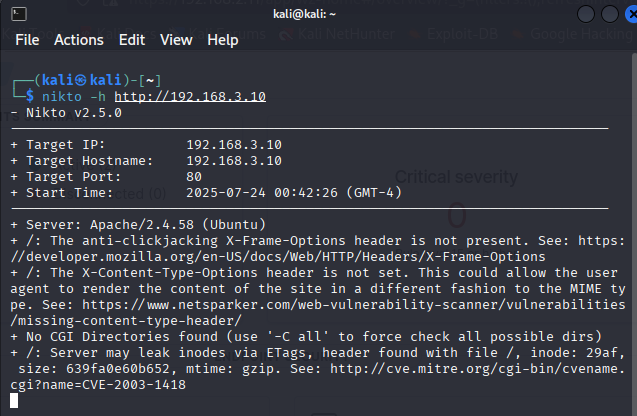 kali@kali: ~
File Actions Edit View Help
Kali NetHunter Exploit-DB Google Hacking
Critical severity
0
(kali㉿kali)-[~]
$ nikto -h http://192.168.3.10
- Nikto v2.5.0
+ Target IP: 192.168.3.10
+ Target Hostname: 192.168.3.10
+ Target Port: 80
+ Start Time: 2025-07-24 00:42:26 (GMT-4)
+ Server: Apache/2.4.58 (Ubuntu)
+ /: The anti-clickjacking X-Frame-Options header is not present. See: https:
//developer.mozilla.org/en-US/docs/Web/HTTP/Headers/X-Frame-Options
+ /: The X-Content-Type-Options header is not set. This could allow the user
agent to render the content of the site in a different fashion to the MIME ty
pe. See: https://www.netsparker.com/web-vulnerability-scanner/vulnerabilities
/missing-content-type-header/
+ No CGI Directories found (use '-C all' to force check all possible dirs)
+ /: Server may leak inodes via ETags, header found with file /, inode: 29af,
size: 639fa0e60b652, mtime: gzip. See: http://cve.mitre.org/cgi-bin/cvename.
cgi?name=CVE-2003-1418